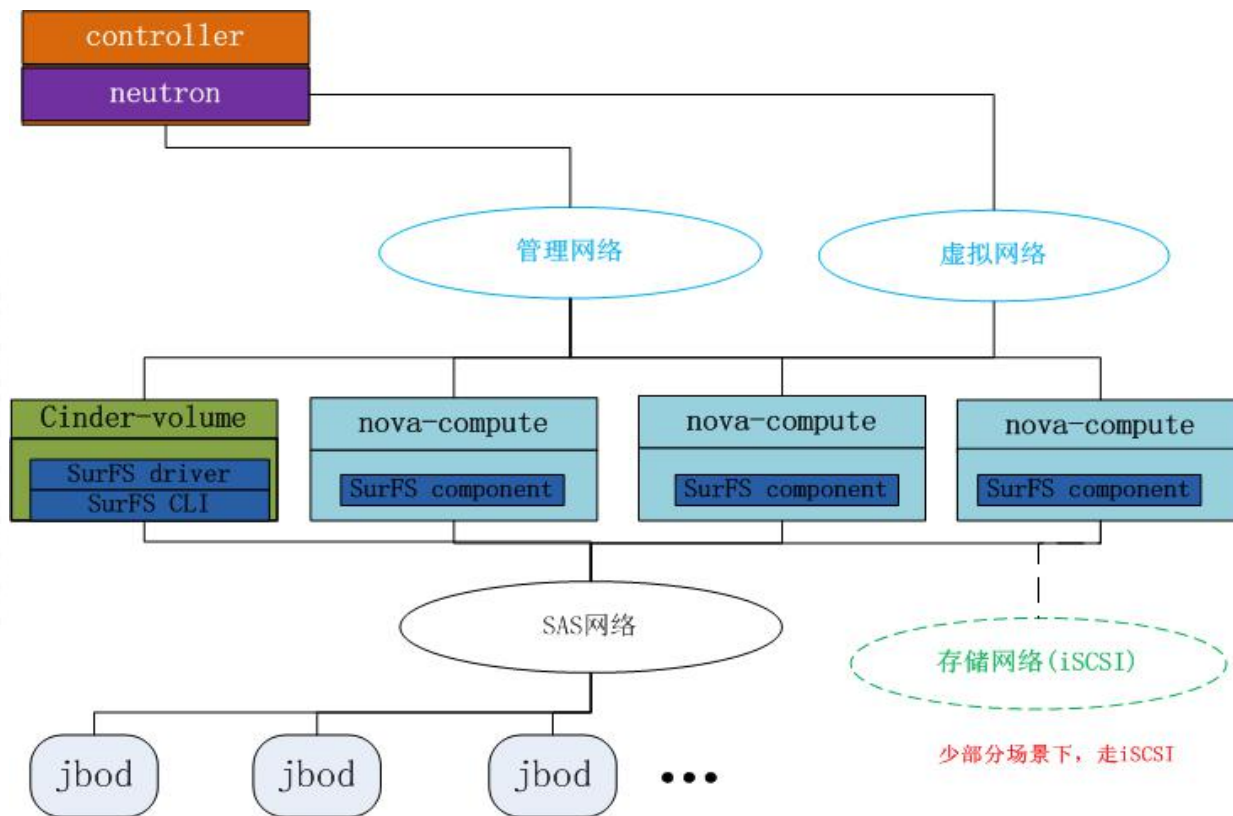 controller
neutron
管理网络
虚拟网络
Cinder-volume
SurFS driver
SurFS CLI
nova-compute
SurFS component
nova-compute
SurFS component
nova-compute
SurFS component
SAS网络
存储网络(iSCSI)
少部分场景下，走iSCSI
jbod
jbod
jbod
•••